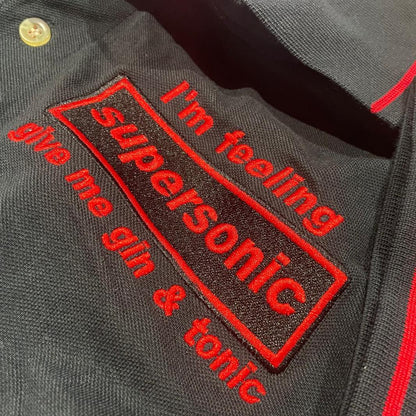 I'm feeling
supersonic
give me gin & tonic